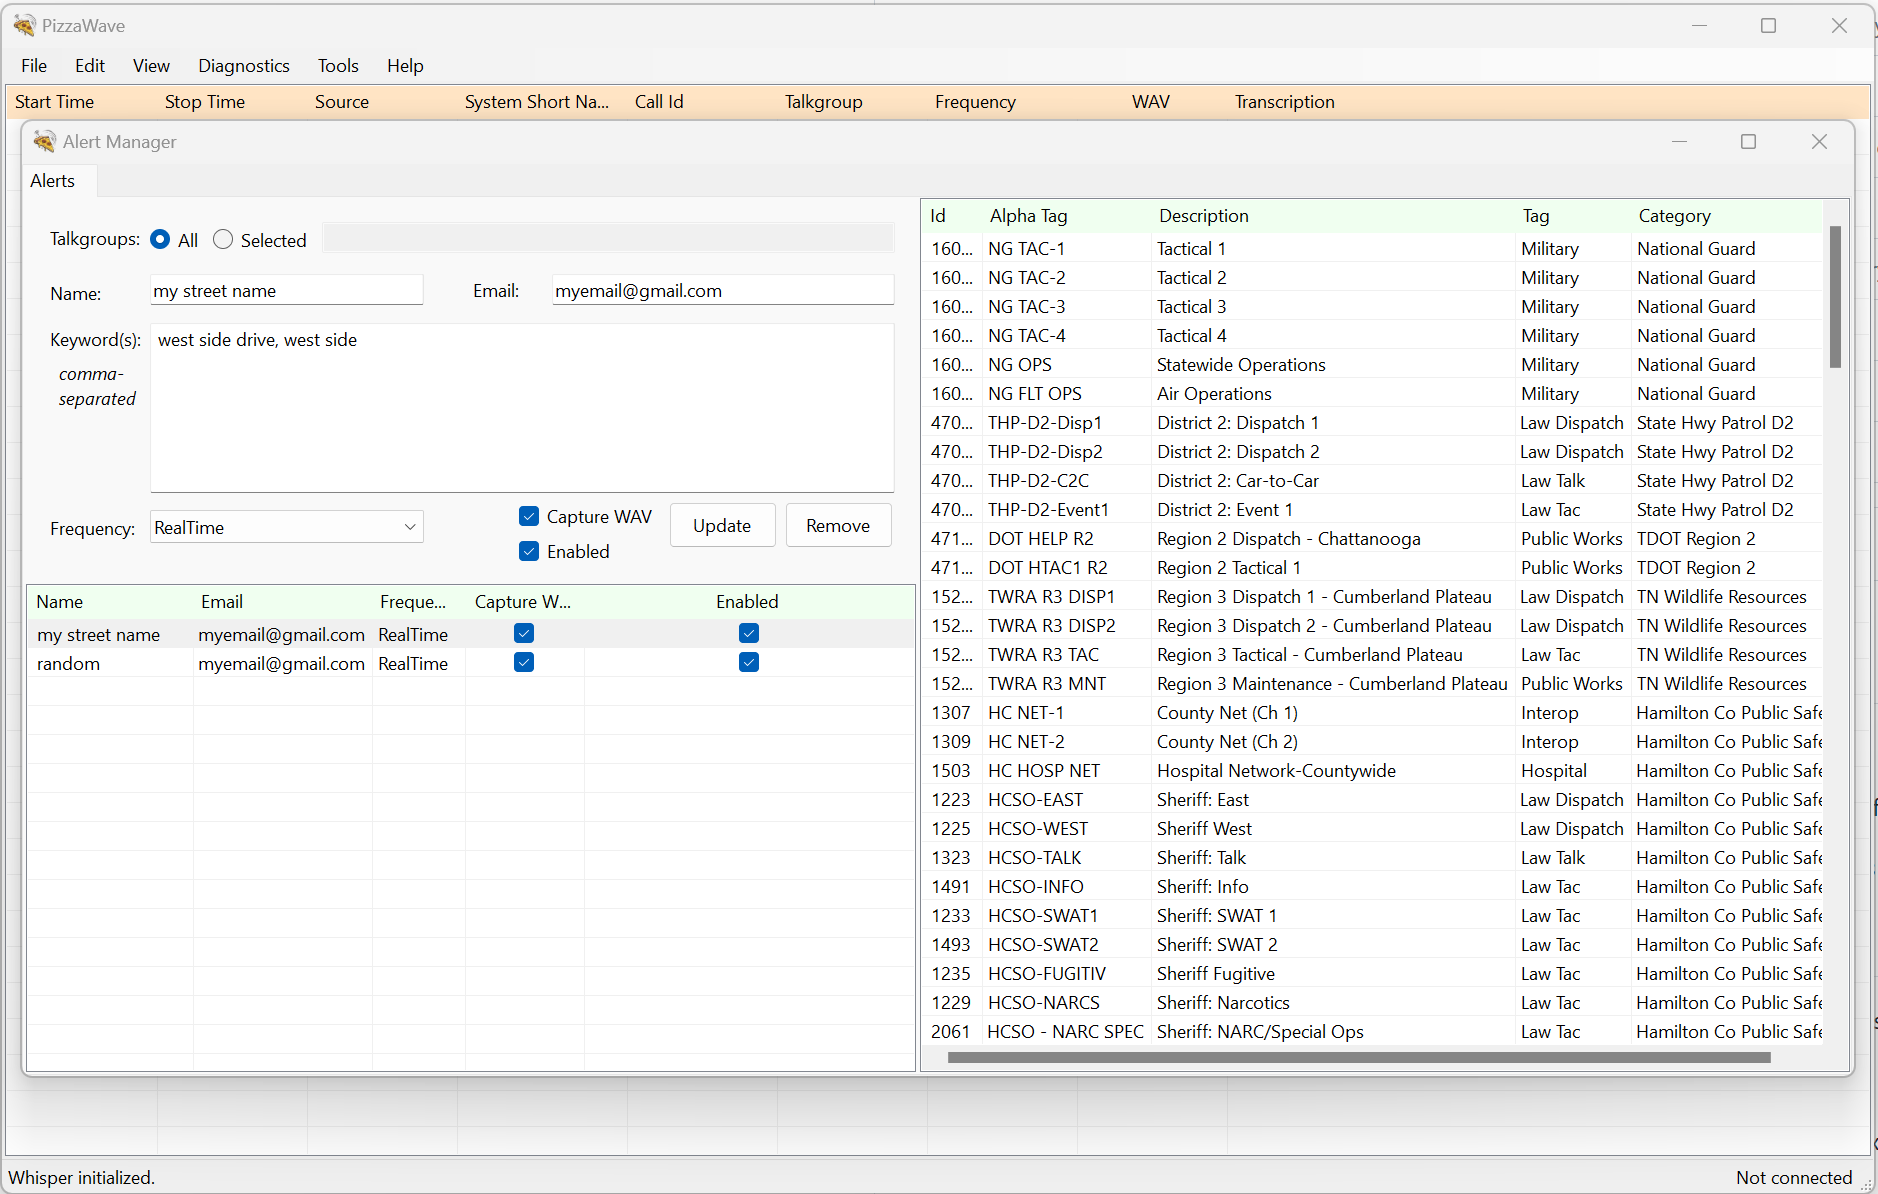 PizzaWave
File Edit View Diagnostics Tools Help
Start Time Stop Time Source System Short Na... Call Id Talkgroup Frequency WAV Transcription
Alert Manager
Alerts
Talkgroups: All Selected
Name: my street name Email: myemail@gmail.com
Keyword(s): west side drive, west side
comma-
separated
Frequency: RealTime Capture WAV Update Remove
Enabled
Name Email Freque... Capture W... Enabled
my street name myemail@gmail.com RealTime
random myemail@gmail.com RealTime
Id Alpha Tag Description Tag Category
160... NG TAC-1 Tactical 1 Military National Guard
160... NG TAC-2 Tactical 2 Military National Guard
160... NG TAC-3 Tactical 3 Military National Guard
160... NG TAC-4 Tactical 4 Military National Guard
160... NG OPS Statewide Operations Military National Guard
160... NG FLT OPS Air Operations Military National Guard
470... THP-D2-Disp1 District 2: Dispatch 1 Law Dispatch State Hwy Patrol D2
470... THP-D2-Disp2 District 2: Dispatch 2 Law Dispatch State Hwy Patrol D2
470... THP-D2-C2C District 2: Car-to-Car Law Talk State Hwy Patrol D2
470... THP-D2-Event1 District 2: Event 1 Law Tac State Hwy Patrol D2
471... DOT HELP R2 Region 2 Dispatch - Chattanooga Public Works TDOT Region 2
471... DOT HTAC1 R2 Region 2 Tactical 1 Public Works TDOT Region 2
152... TWRA R3 DISP1 Region 3 Dispatch 1 - Cumberland Plateau Law Dispatch TN Wildlife Resources
152... TWRA R3 DISP2 Region 3 Dispatch 2 - Cumberland Plateau Law Dispatch TN Wildlife Resources
152... TWRA R3 TAC Region 3 Tactical - Cumberland Plateau Law Tac TN Wildlife Resources
152... TWRA R3 MNT Region 3 Maintenance - Cumberland Plateau Public Works TN Wildlife Resources
1307 HC NET-1 County Net (Ch 1) Interop Hamilton Co Public Safe
1309 HC NET-2 County Net (Ch 2) Interop Hamilton Co Public Safe
1503 HC HOSP NET Hospital Network-Countywide Hospital Hamilton Co Public Safe
1223 HCSO-EAST Sheriff: East Law Dispatch Hamilton Co Public Safe
1225 HCSO-WEST Sheriff West Law Dispatch Hamilton Co Public Safe
1323 HCSO-TALK Sheriff: Talk Law Talk Hamilton Co Public Safe
1491 HCSO-INFO Sheriff: Info Law Tac Hamilton Co Public Safe
1233 HCSO-SWAT1 Sheriff: SWAT 1 Law Tac Hamilton Co Public Safe
1493 HCSO-SWAT2 Sheriff: SWAT 2 Law Tac Hamilton Co Public Safe
1235 HCSO-FUGITIV Sheriff Fugitive Law Tac Hamilton Co Public Safe
1229 HCSO-NARCS Sheriff: Narcotics Law Tac Hamilton Co Public Safe
2061 HCSO - NARC SPEC Sheriff: NARC/Special Ops Law Tac Hamilton Co Public Safe
Whisper initialized. Not connected